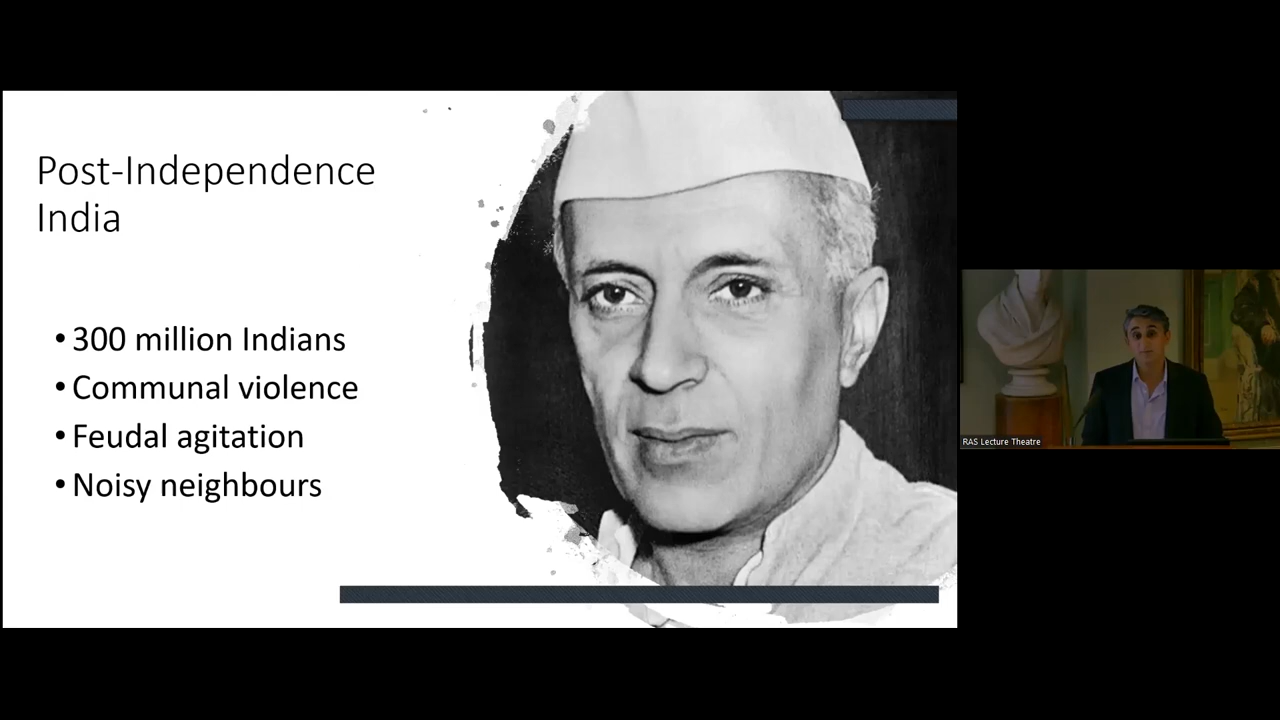 Post-Independence
India
• 300 million Indians
• Communal violence
• Feudal agitation
• Noisy neighbours
RAS Lecture Theatre